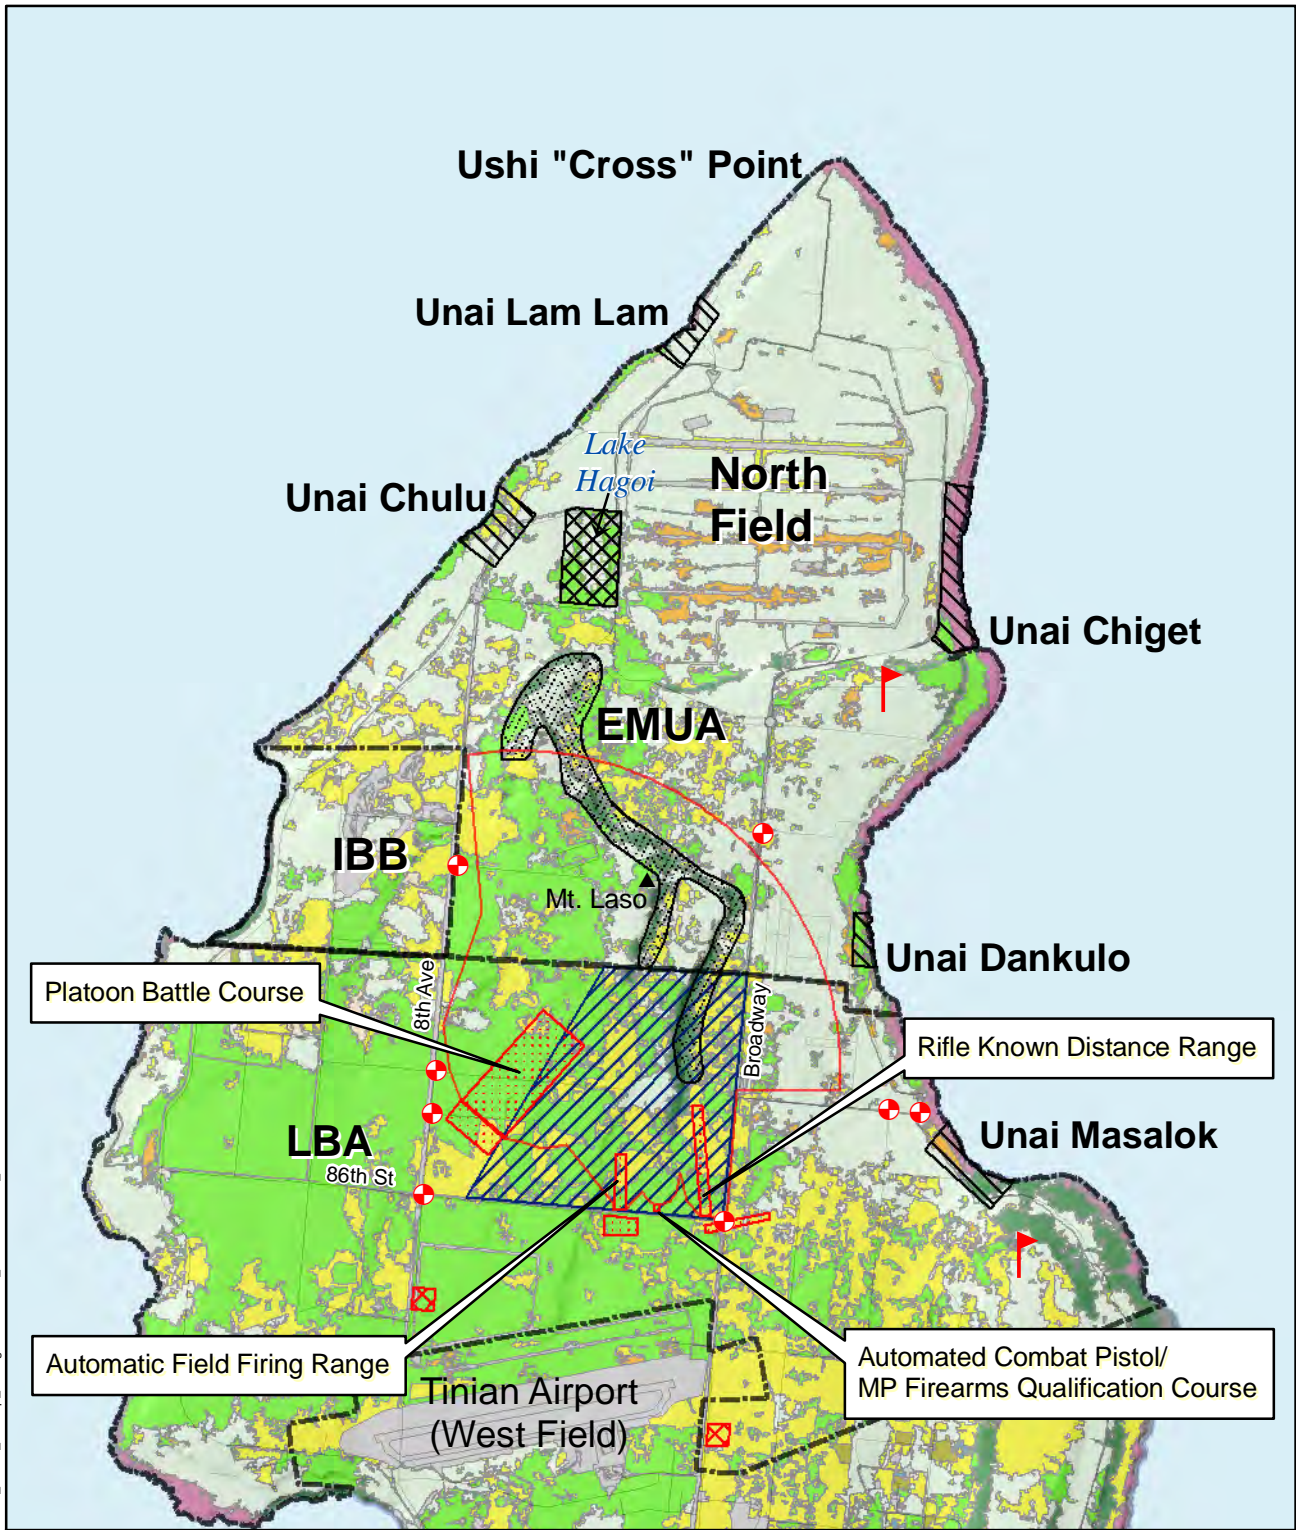 Ushi "Cross" Point
Unai Lam Lam
Lake
Hagoi
North
Field
Unai Chulu
Unai Chiget
EMUA
IBB
Mt. Laso
Unai Dankulo
Platoon Battle Course
8th Ave
Broadway
Rifle Known Distance Range
LBA
86th St
Unai Masalok
Automatic Field Firing Range
Automated Combat Pistol/
MP Firearms Qualification Course
Tinian Airport
(West Field)